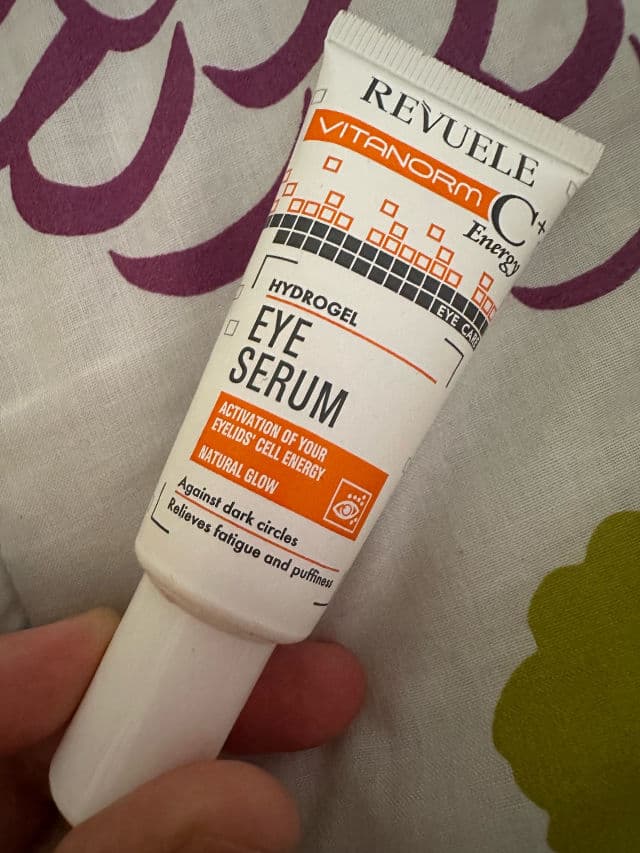 REVUELE
VITANORM C+
Energy
EYE CARE
HYDROGEL
EYE
SERUM
ACTIVATION OF YOUR
EYELIDS' CELL ENERGY
NATURAL GLOW
Against dark circles
Relieves fatigue and puffiness